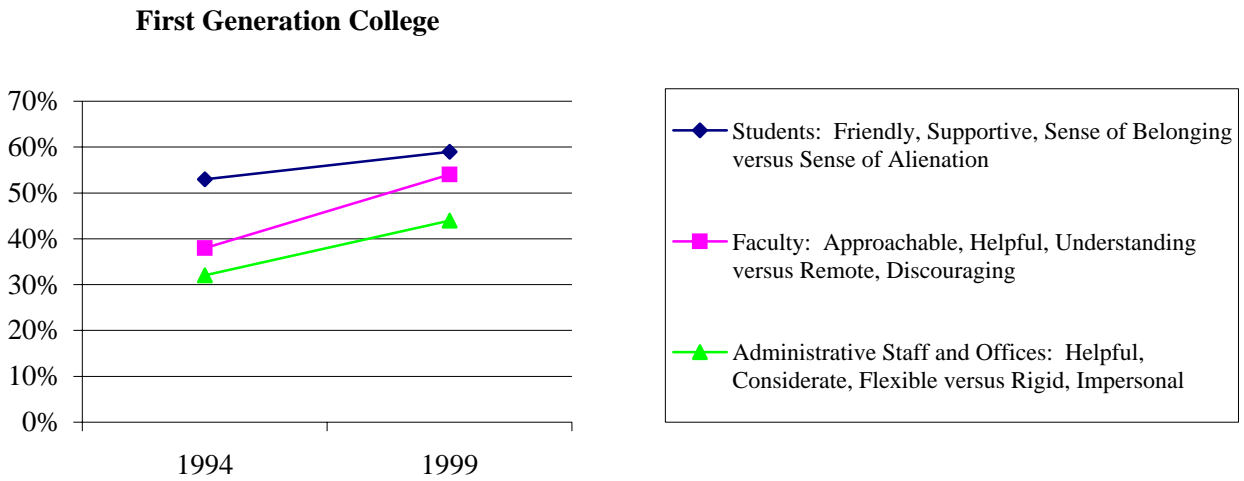 First Generation College
70%
60%
50%
40%
30%
20%
10%
0%
1994
1999
Students: Friendly, Supportive, Sense of Belonging
versus Sense of Alienation
Faculty: Approachable, Helpful, Understanding
versus Remote, Discouraging
Administrative Staff and Offices: Helpful,
Considerate, Flexible versus Rigid, Impersonal